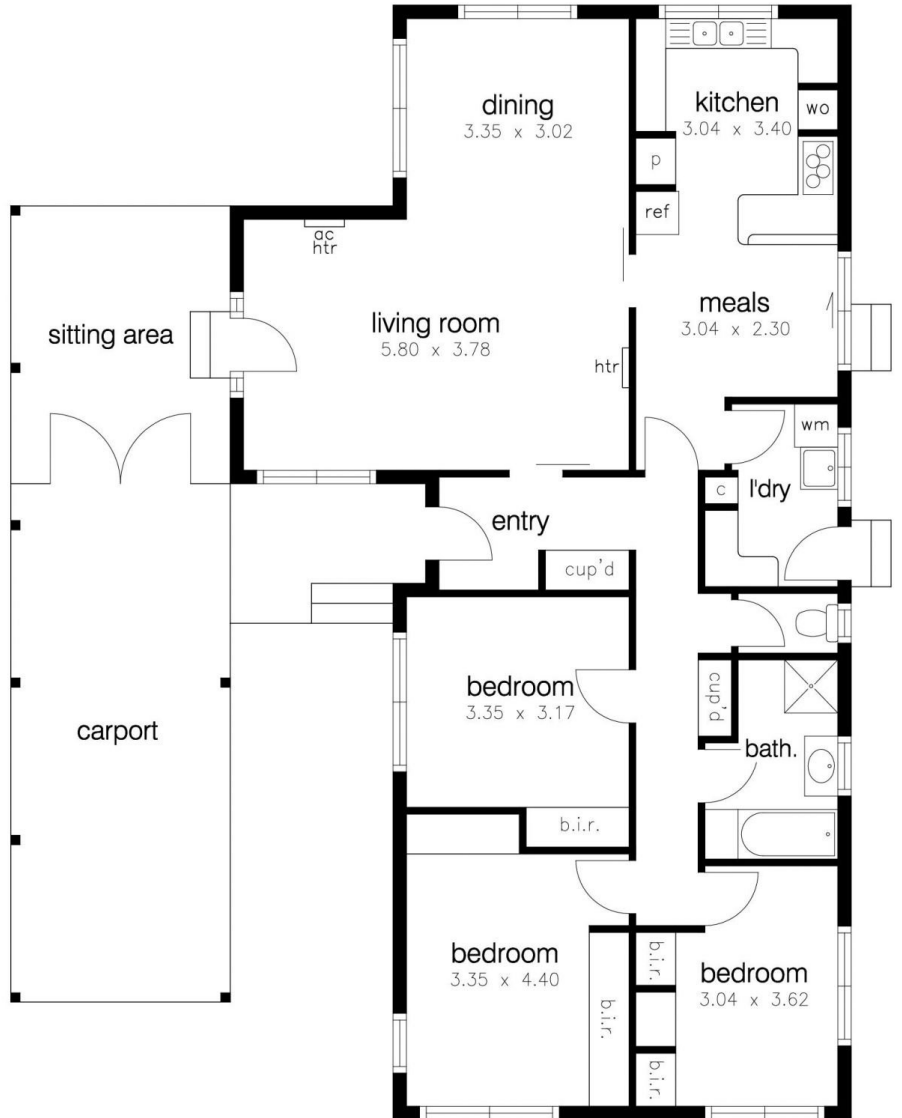 dining
3.35 x 3.02
kitchen
3.04 x 3.40
wo
p
ref
ac
htr
sitting area
living room
5.80 x 3.78
meals
3.04 x 2.30
htr
wm
c
l'dry
entry
cup'd
bedroom
3.35 x 3.17
cup'd
bath.
carport
b.i.r.
bedroom
3.35 x 4.40
b.i.r.
b.i.r.
bedroom
3.04 x 3.62
b.i.r.